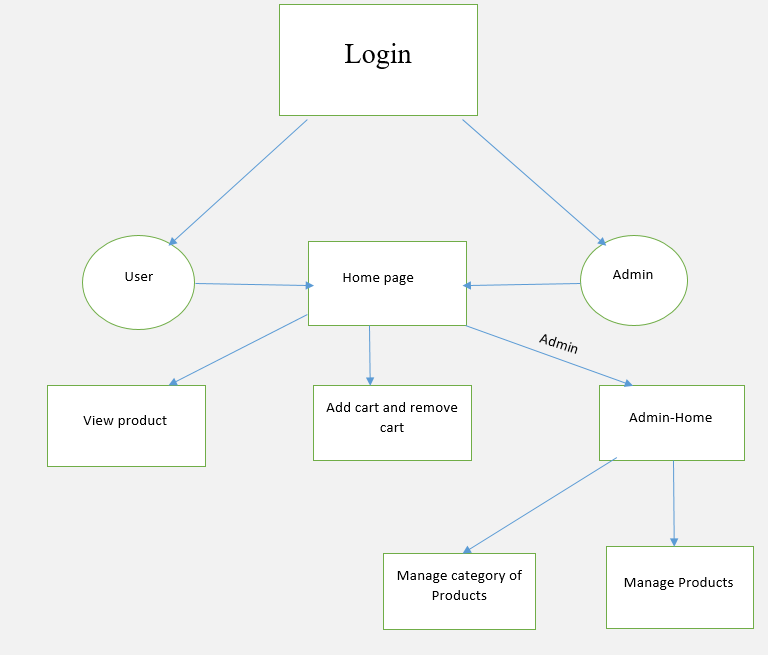 Login
User
Home page
Admin
Admin
View product
Add cart and remove
cart
Admin-Home
Manage category of
Products
Manage Products